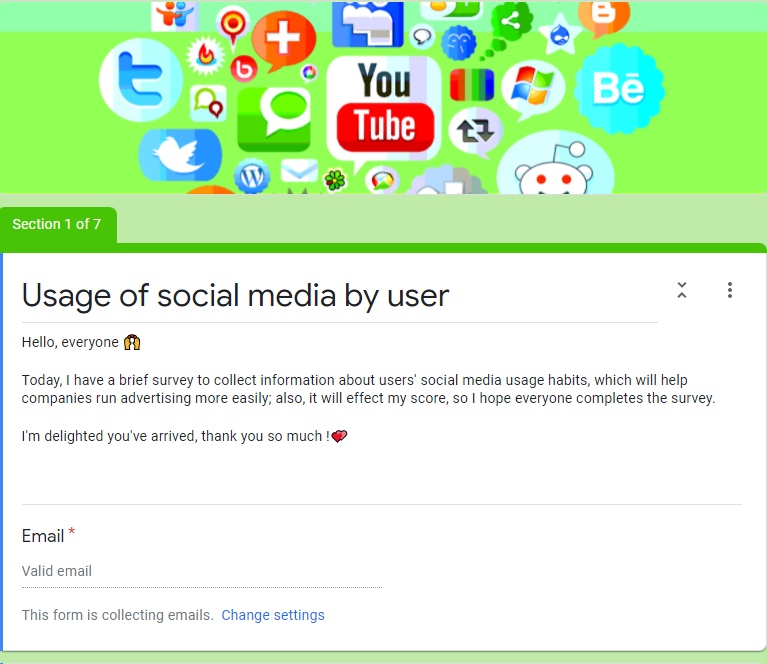 You
Tube
Bē
Section 1 of 7
Usage of social media by user
Hello, everyone
Today, I have a brief survey to collect information about users' social media usage habits, which will help
companies run advertising more easily; also, it will effect my score, so I hope everyone completes the survey.
I'm delighted you've arrived, thank you so much !
Email *
Valid email
This form is collecting emails. Change settings